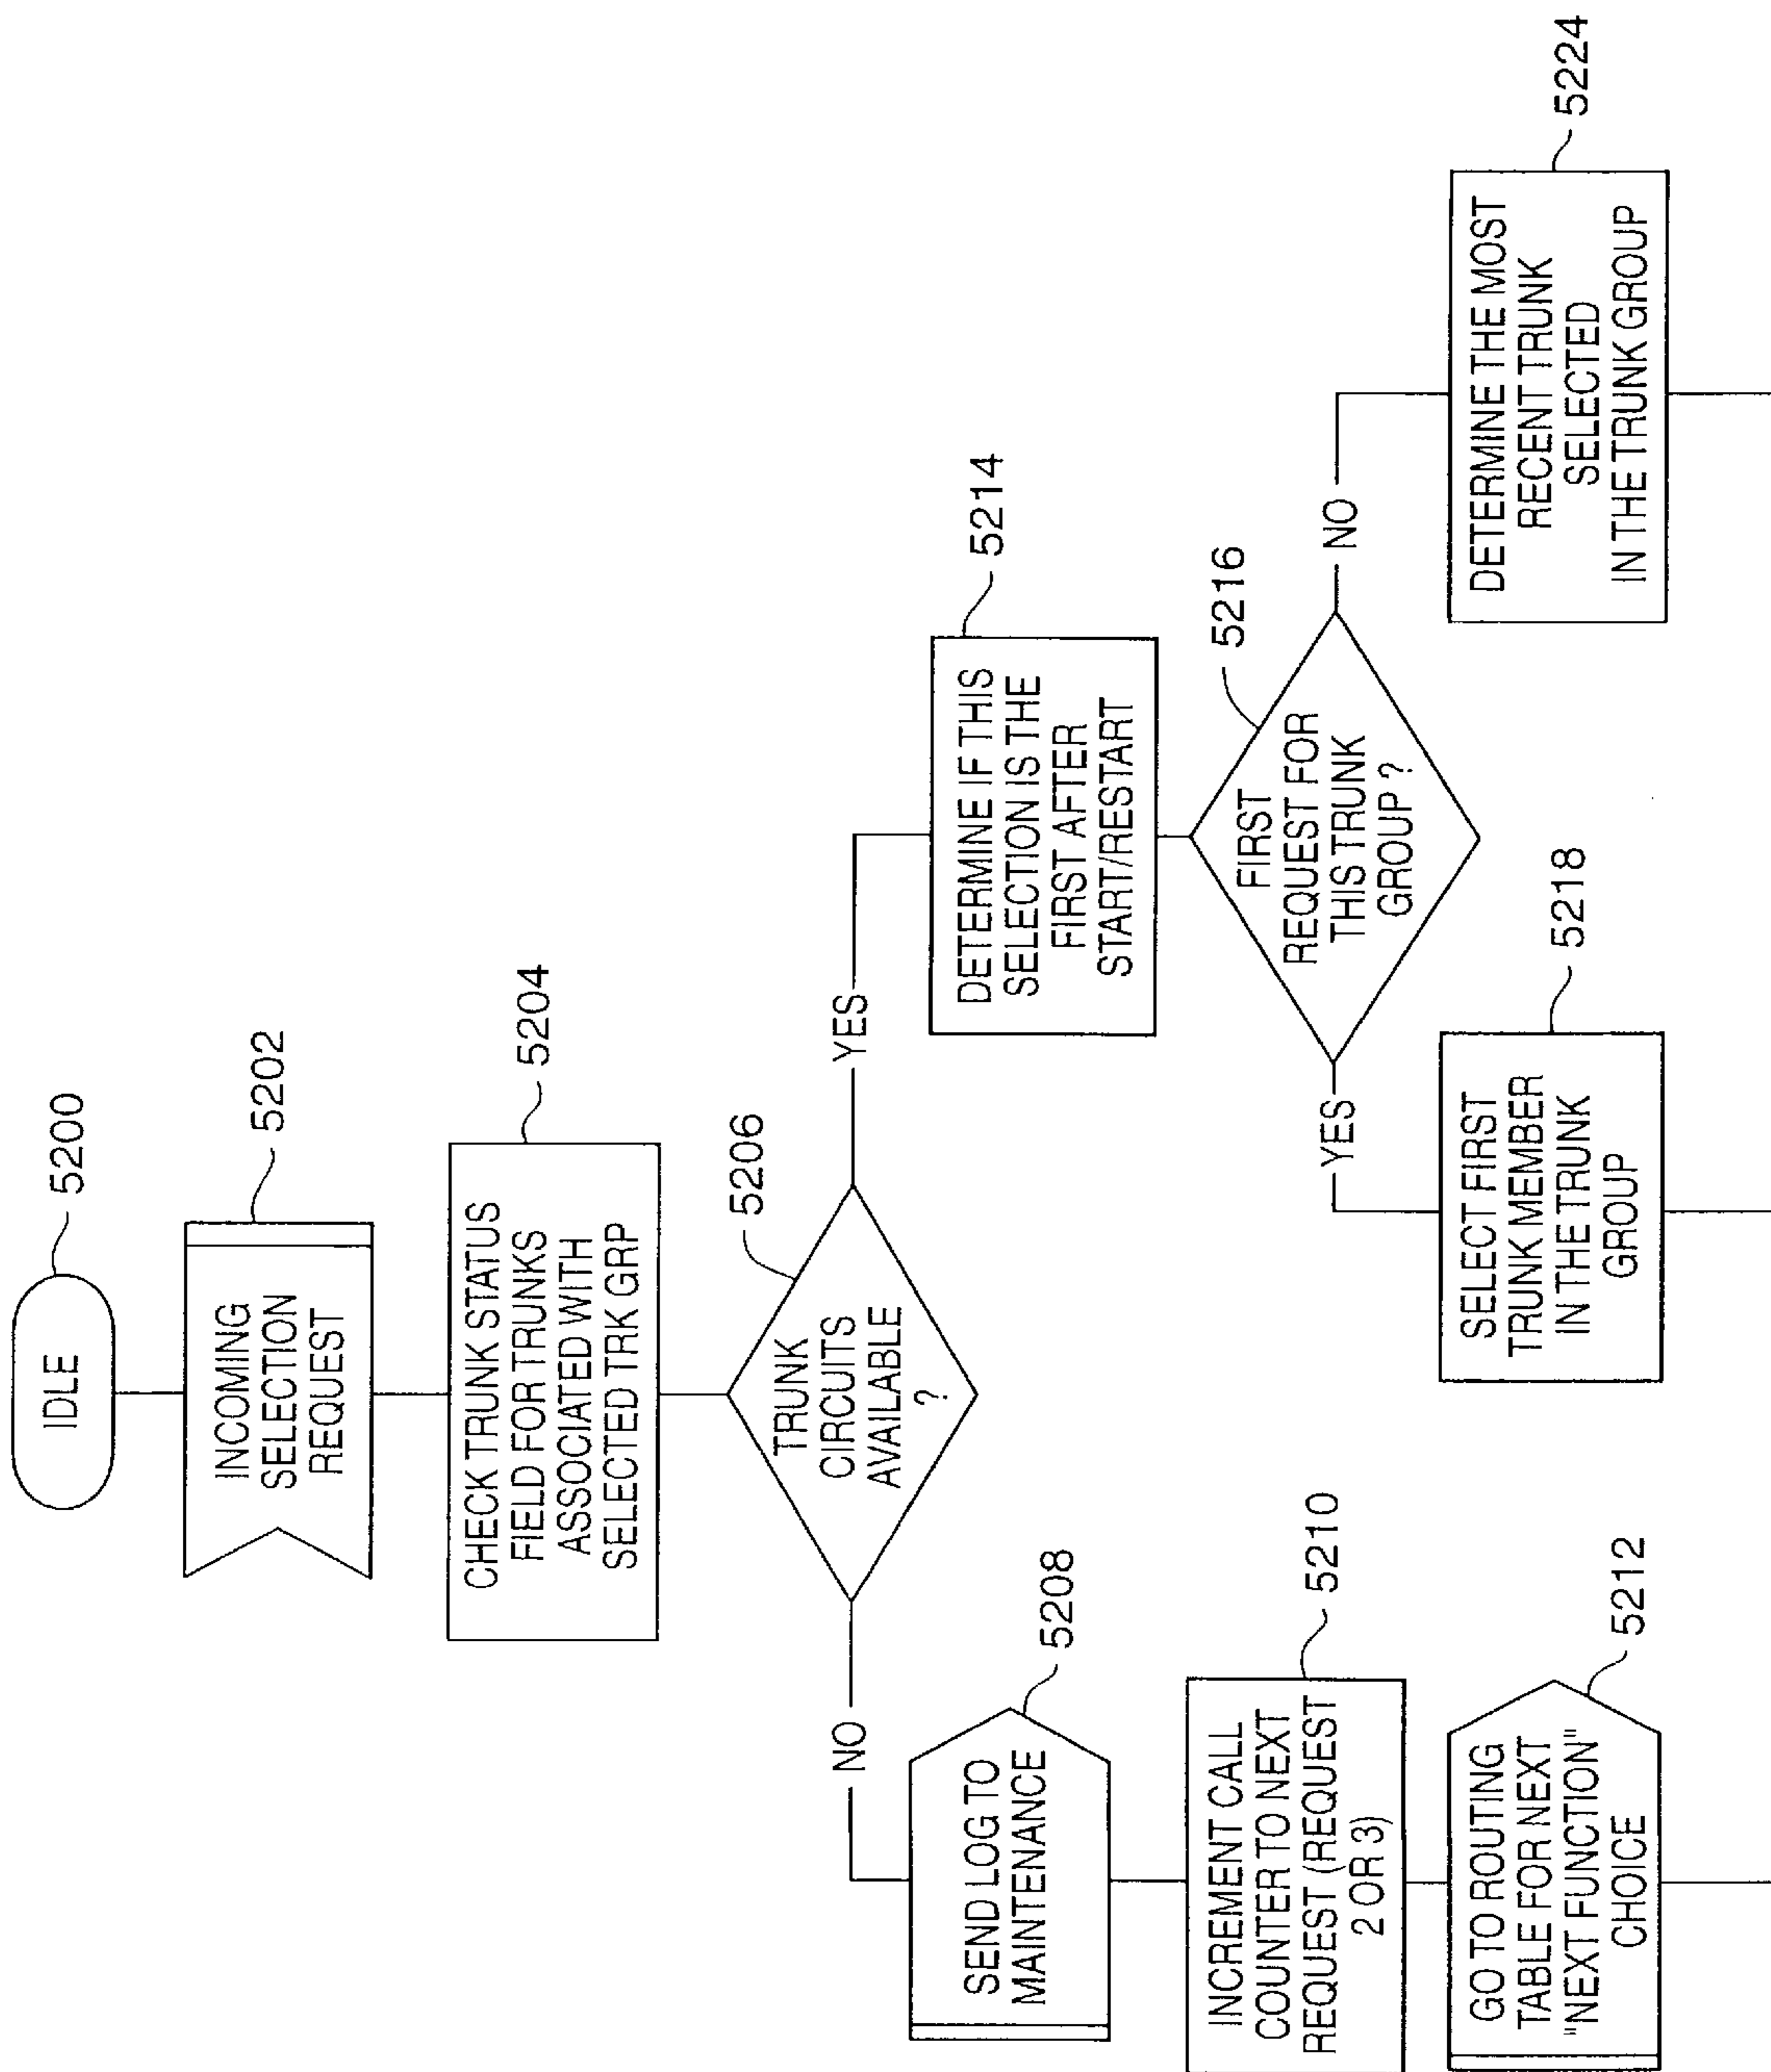 IDLE
5200
INCOMING
SELECTION
REQUEST
5202
CHECK TRUNK STATUS
FIELD FOR TRUNKS
ASSOCIATED WITH
SELECTED TRK GRP
5204
TRUNK
CIRCUITS
AVAILABLE
?
5206
NO
YES
SEND LOG TO
MAINTENANCE
5208
INCREMENT CALL
COUNTER TO NEXT
REQUEST (REQUEST
2 OR 3)
5210
GO TO ROUTING
TABLE FOR NEXT
"NEXT FUNCTION"
CHOICE
5212
DETERMINE IF THIS
SELECTION IS THE
FIRST AFTER
START/RESTART
5214
FIRST
REQUEST FOR
THIS TRUNK
GROUP ?
5216
YES
NO
SELECT FIRST
TRUNK MEMBER
IN THE TRUNK
GROUP
5218
DETERMINE THE MOST
RECENT TRUNK
SELECTED
IN THE TRUNK GROUP
5224